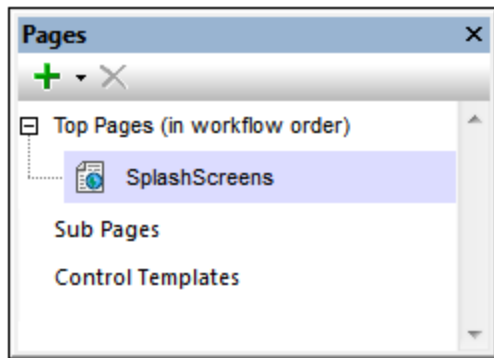 Pages
Top Pages (in workflow order)
SplashScreens
Sub Pages
Control Templates